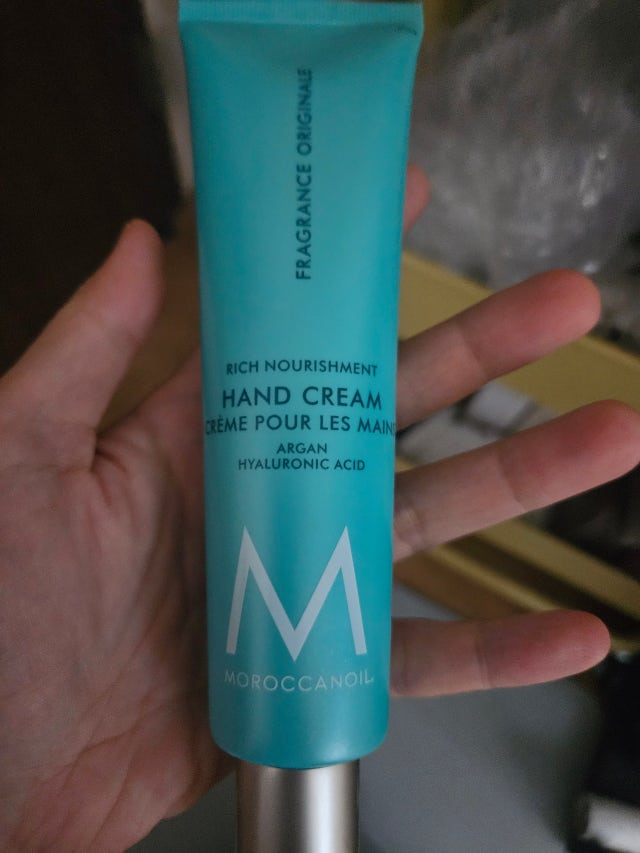 FRAGRANCE ORIGINALE
RICH NOURISHMENT
HAND CREAM
CRÈME POUR LES MAINS
ARGAN
HYALURONIC ACID
M
MOROCCANOIL.